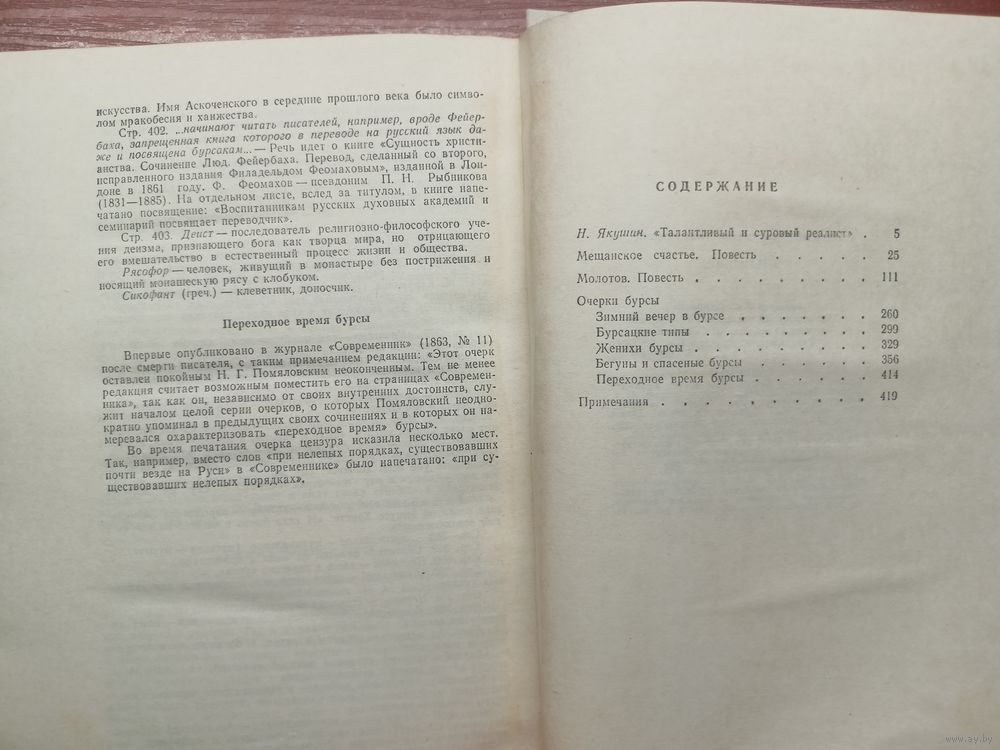 искусства. Имя Аскоченского в середине прошлого века было симво-
лом мракобесия и ханжества.
Стр. 402. ...начинают читать писателей, например, вроде Фейер-
баха, запрещенная книга которого в переводе на русский язык да-
же и посвящена бурсакам... — Речь идет о книге «Сущность христи-
анства. Сочинение Люд. Фейербаха. Перевод, сделанный со второго,
исправленного издания Филадельдом Феомаховым», изданной в Лон-
доне в 1861 году. Ф. Феомахов — псевдоним П. Н. Рыбникова
(1831—1885). На отдельном листе, вслед за титулом, в книге напе-
чатано посвящение: «Воспитанникам русских духовных академий и
семинарий посвящает переводчик».
Стр. 403. Деист — последователь религиозно-философского уче-
ния деизма, признающего бога как творца мира, но отрицающего
его вмешательство в естественный процесс жизни и общества.
Рясофор — человек, живущий в монастыре без пострижения и
носящий монашескую рясу с клобуком.
Сикофант (греч.) — клеветник, доносчик.
Переходное время бурсы
Впервые опубликовано в журнале «Современник» (1863, № 11)
после смерти писателя, с таким примечанием редакции: «Этот очерк
оставлен покойным Н. Г. Помяловским неоконченным. Тем не менее
редакция считает возможным поместить его на страницах «Современ-
ника», так как он, независимо от своих внутренних достоинств, слу-
жит началом целой серии очерков, о которых Помяловский неодно-
кратно упоминал в предыдущих своих сочинениях и в которых он на-
меревался охарактеризовать «переходное время» бурсы».
Во время печатания очерка цензура исказила несколько мест.
Так, например, вместо слов «при нелепых порядках, существовавших
почти везде на Руси» в «Современнике» было напечатано: «при су-
ществовавших нелепых порядках».
СОДЕРЖАНИЕ
Н. Якушин. «Талантливый и суровый реалист» . 5
Мещанское счастье. Повесть . . . . . 25
Молотов. Повесть . . . . . . . . . 111
Очерки бурсы
Зимний вечер в бурсе . . . . . . . 260
Бурсацкие типы . . . . . . . . . 299
Женихи бурсы . . . . . . . . . 329
Бегуны и спасеные бурсы . . . . . . 356
Переходное время бурсы . . . . . . 414
Примечания . . . . . . . . . . 419
www.ay.by